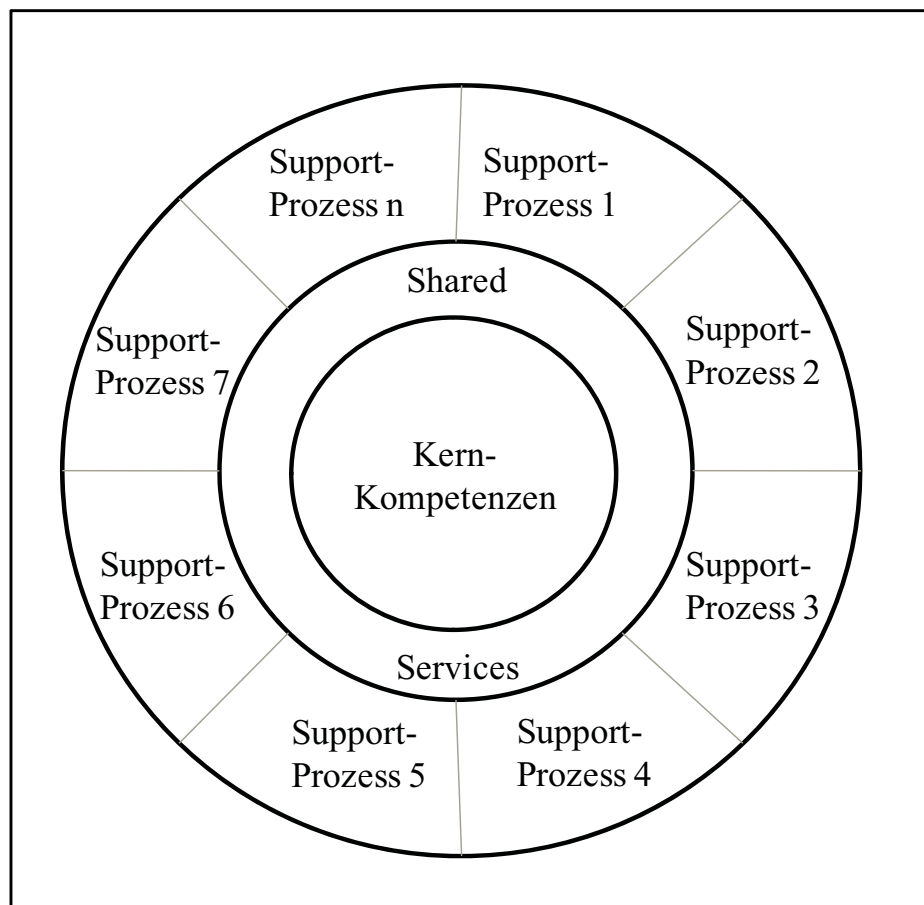 Support-
Prozess n
Support-
Prozess 1
Shared
Support-
Prozess 7
Support-
Prozess 2
Kern-
Kompetenzen
Support-
Prozess 6
Support-
Prozess 3
Services
Support-
Prozess 5
Support-
Prozess 4